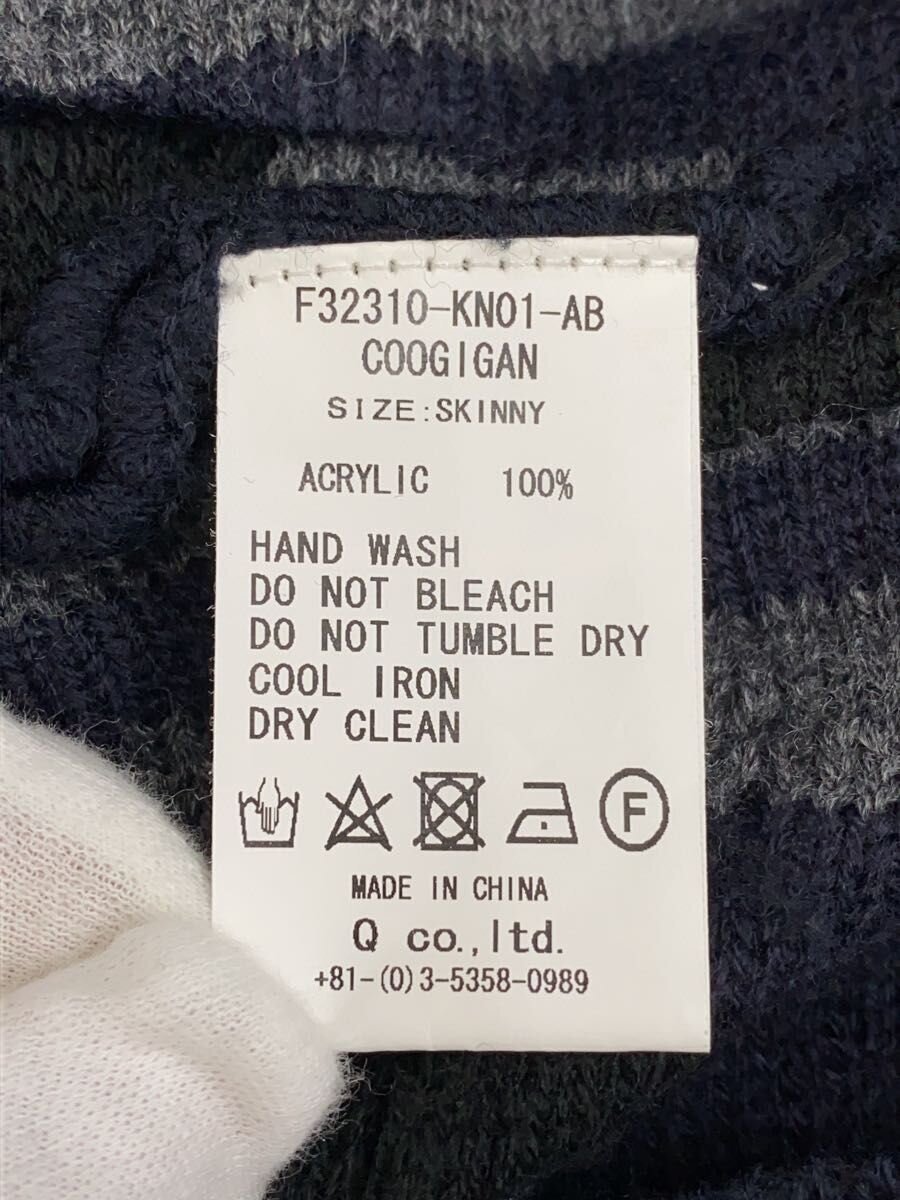 F32310-KN01-AB
COOGIGAN
SIZE:SKINNY
ACRYLIC 100%
HAND WASH
DO NOT BLEACH
DO NOT TUMBLE DRY
COOL IRON
DRY CLEAN
F
MADE IN CHINA
Q co.,ltd.
+81-(0)3-5358-0989